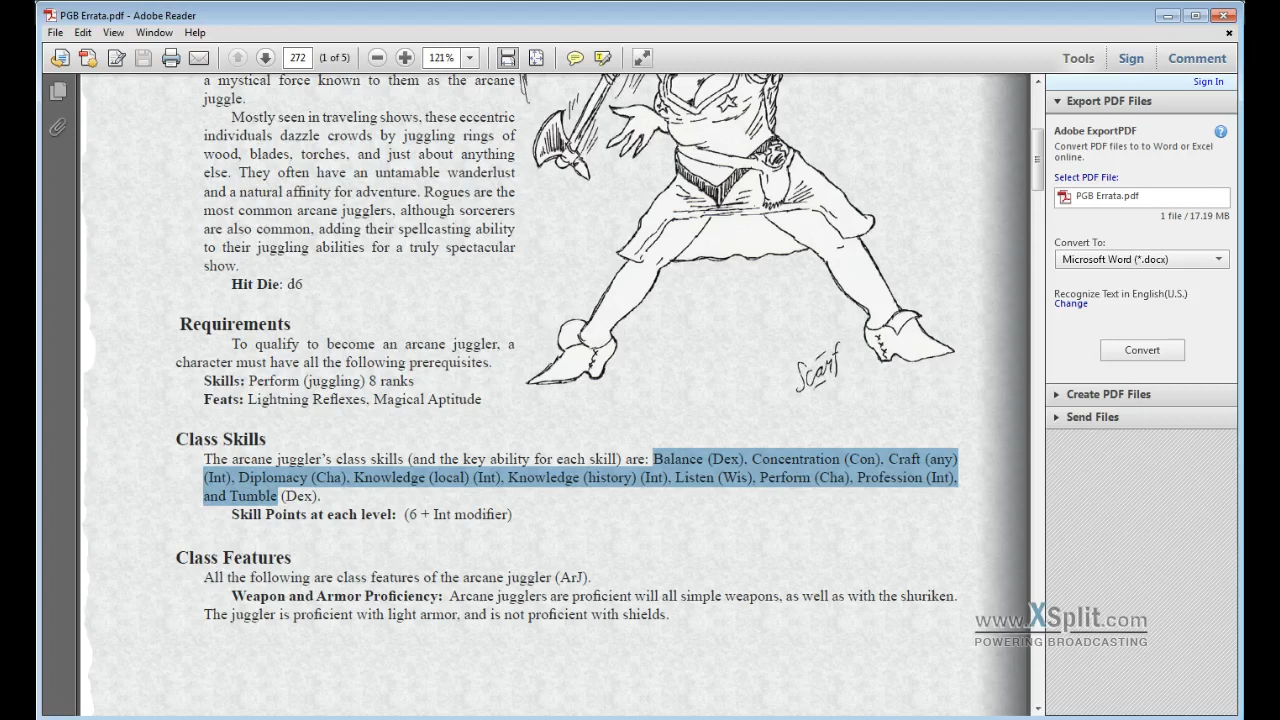 PGB Errata.pdf - Adobe Reader
File Edit View Window Help
272 (1 of 5) 121% Tools Sign Comment
Sign In
a mystical force known to them as the arcane
juggle.
Mostly seen in traveling shows, these eccentric
individuals dazzle crowds by juggling rings of
wood, blades, torches, and just about anything
else. They often have an untamable wanderlust
and a natural affinity for adventure. Rogues are the
most common arcane jugglers, although sorcerers
are also common, adding their spellcasting ability
to their juggling abilities for a truly spectacular
show.
Hit Die: d6
Scarf
Requirements
To qualify to become an arcane juggler, a
character must have all the following prerequisites.
Skills: Perform (juggling) 8 ranks
Feats: Lightning Reflexes, Magical Aptitude
Class Skills
The arcane juggler's class skills (and the key ability for each skill) are: Balance (Dex), Concentration (Con), Craft (any)
(Int), Diplomacy (Cha), Knowledge (local) (Int), Knowledge (history) (Int), Listen (Wis), Perform (Cha), Profession (Int),
and Tumble (Dex).
Skill Points at each level: (6 + Int modifier)
Class Features
All the following are class features of the arcane juggler (ArJ).
Weapon and Armor Proficiency: Arcane jugglers are proficient will all simple weapons, as well as with the shuriken.
The juggler is proficient with light armor, and is not proficient with shields.
Export PDF Files
Adobe ExportPDF
Convert PDF files to to Word or Excel
online.
Select PDF File:
PGB Errata.pdf
1 file / 17.19 MB
Convert To:
Microsoft Word (*.docx)
Recognize Text in English(U.S.)
Change
Convert
Create PDF Files
Send Files
www.XSplit.com
POWERING BROADCASTING